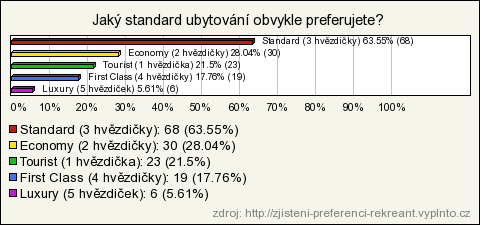 Jaký standard ubytování obvykle preferujete?
Standard (3 hvězdičky) 63.55% (68)
Economy (2 hvězdičky) 28.04% (30)
Tourist (1 hvězdička) 21.5% (23)
First Class (4 hvězdičky) 17.76% (19)
Luxury (5 hvězdiček) 5.61% (6)
0% 10% 20% 30% 40% 50% 60% 70% 80% 90% 100%
Standard (3 hvězdičky): 68 (63.55%)
Economy (2 hvězdičky): 30 (28.04%)
Tourist (1 hvězdička): 23 (21.5%)
First Class (4 hvězdičky): 19 (17.76%)
Luxury (5 hvězdiček): 6 (5.61%)
zdroj: http://zjisteni-preferenci-rekreant.vyplnto.cz